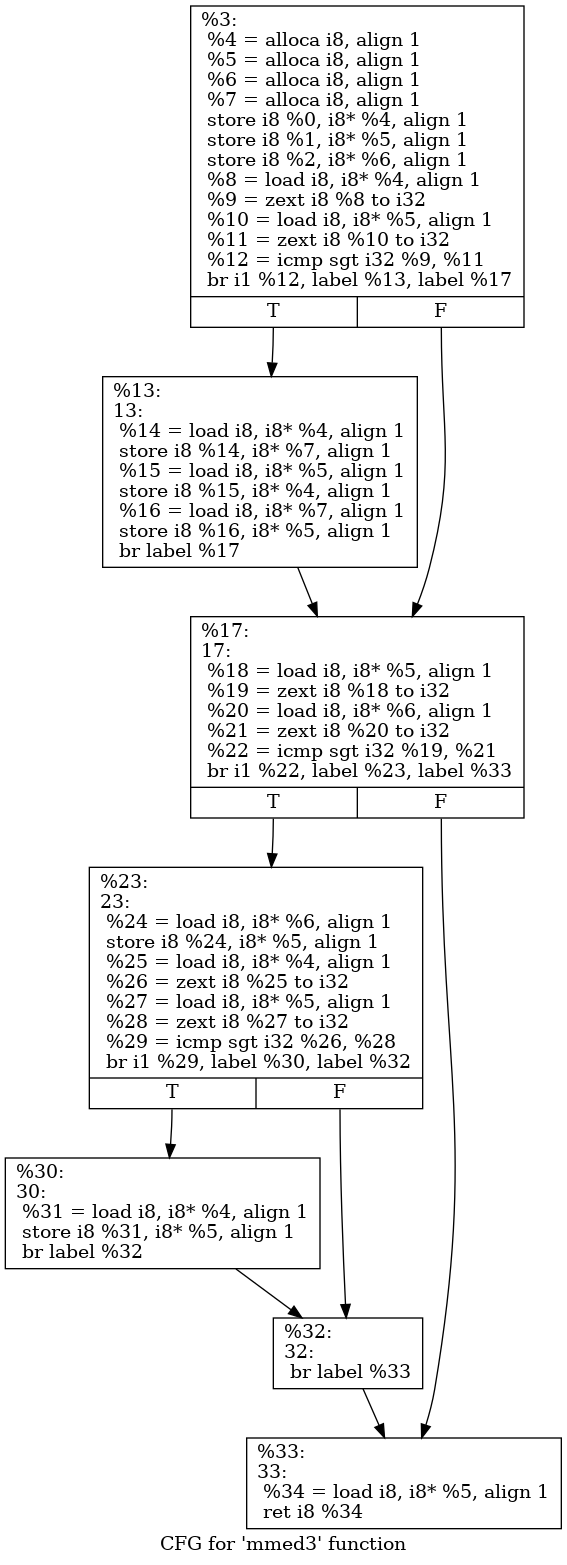 %3:
%4 = alloca i8, align 1
%5 = alloca i8, align 1
%6 = alloca i8, align 1
%7 = alloca i8, align 1
store i8 %0, i8* %4, align 1
store i8 %1, i8* %5, align 1
store i8 %2, i8* %6, align 1
%8 = load i8, i8* %4, align 1
%9 = zext i8 %8 to i32
%10 = load i8, i8* %5, align 1
%11 = zext i8 %10 to i32
%12 = icmp sgt i32 %9, %11
br i1 %12, label %13, label %17
T F
%13:
13:
%14 = load i8, i8* %4, align 1
store i8 %14, i8* %7, align 1
%15 = load i8, i8* %5, align 1
store i8 %15, i8* %4, align 1
%16 = load i8, i8* %7, align 1
store i8 %16, i8* %5, align 1
br label %17
%17:
17:
%18 = load i8, i8* %5, align 1
%19 = zext i8 %18 to i32
%20 = load i8, i8* %6, align 1
%21 = zext i8 %20 to i32
%22 = icmp sgt i32 %19, %21
br i1 %22, label %23, label %33
T F
%23:
23:
%24 = load i8, i8* %6, align 1
store i8 %24, i8* %5, align 1
%25 = load i8, i8* %4, align 1
%26 = zext i8 %25 to i32
%27 = load i8, i8* %5, align 1
%28 = zext i8 %27 to i32
%29 = icmp sgt i32 %26, %28
br i1 %29, label %30, label %32
T F
%30:
30:
%31 = load i8, i8* %4, align 1
store i8 %31, i8* %5, align 1
br label %32
%32:
32:
br label %33
%33:
33:
%34 = load i8, i8* %5, align 1
ret i8 %34
CFG for 'mmed3' function